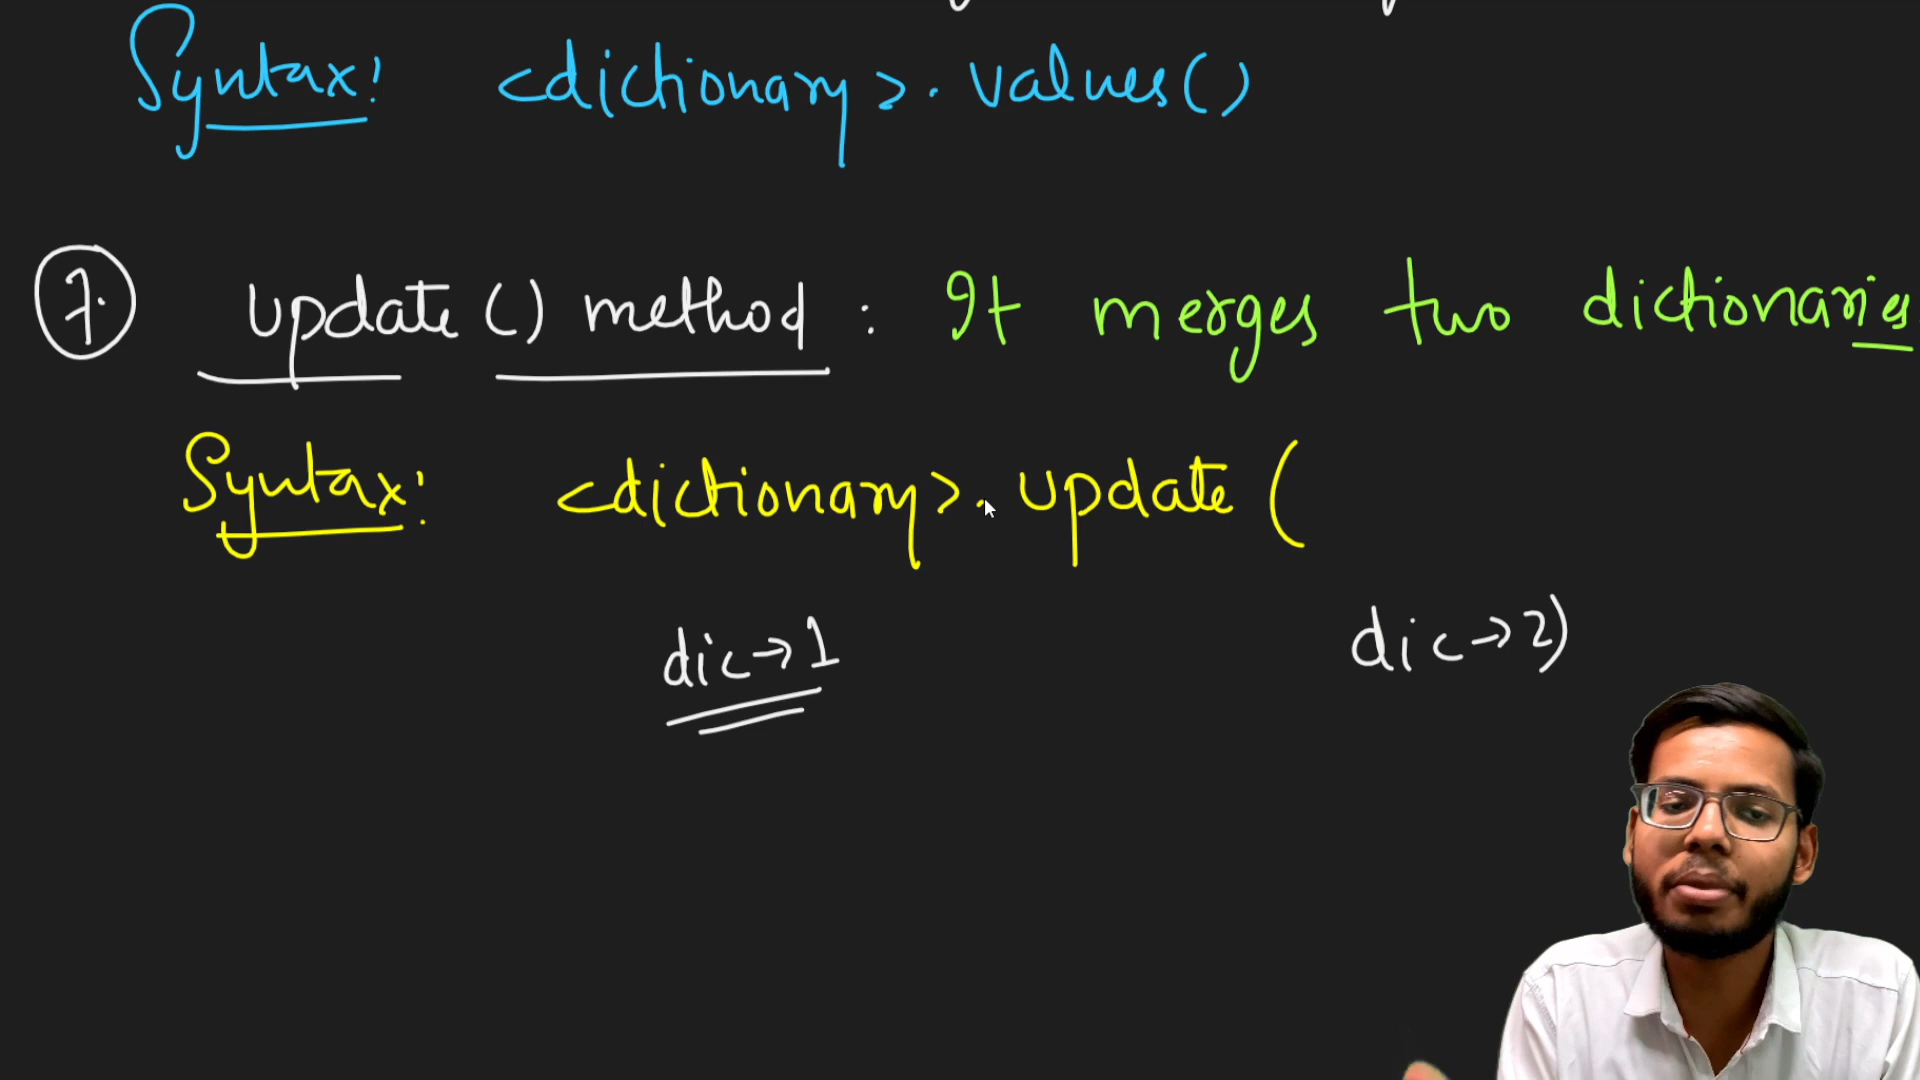 Syntax: <dictionary>.values()
7. update () method : It merges two dictionaries
Syntax: <dictionary>.update (
dic→1 dic→2)